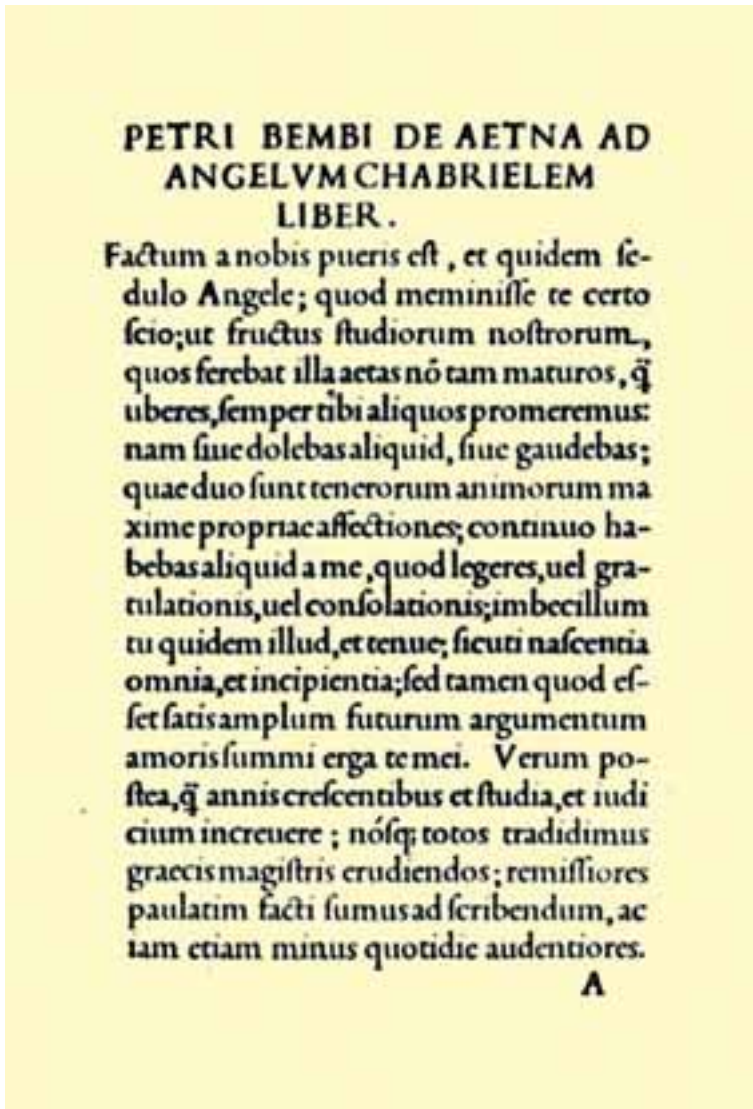 PETRI BEMBI DE AETNA AD
ANGELVM CHABRIELEM
LIBER.
Factum a nobis pueris est, et quidem ſe-
dulo Angele; quod meminiſſe te certo
ſcio; ut fructus ſtudiorum noſtrorum,
quos ferebat illa aetas nó tam maturos, q̃
uberes, ſemper tibi aliquos promeremus:
nam ſiue dolebas aliquid, ſiue gaudebas;
quae duo ſunt tenerorum animorum ma
xime propriae affectiones; continuo ha-
bebas aliquid a me, quod legeres, uel gra-
tulationis, uel conſolationis; imbecillum
tu quidem illud, et tenue; ſicuti naſcentia
omnia, et incipientia; ſed tamen quod eſ-
ſet ſatis amplum futurum argumentum
amoris ſummi erga te mei. Verum po-
ſtea, q̃ annis creſcentibus et ſtudia, et iudi
cium increuere; nóſq; totos tradidimus
graecis magiſtris erudiendos; remiſſiores
paulatim facti ſumus ad ſcribendum, ac
iam etiam minus quotidie audentiores.
A